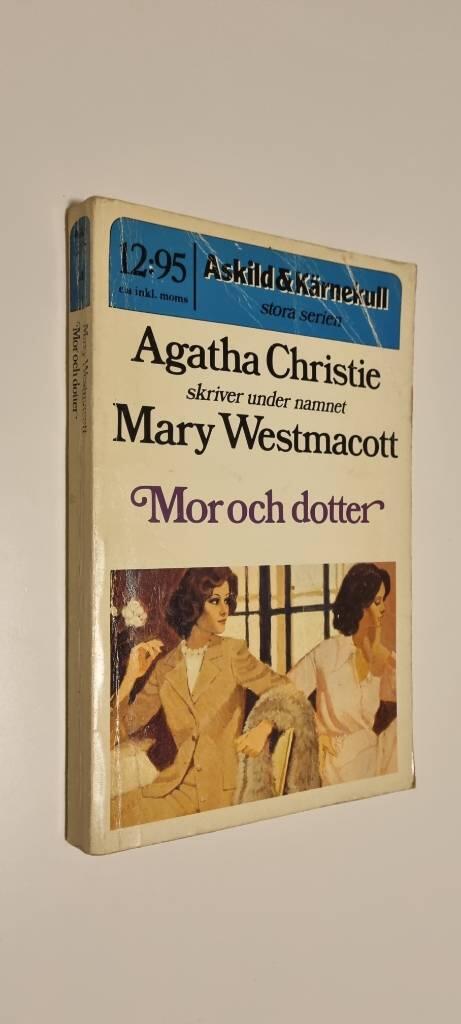 12:95
ca inkl. moms
Askild & Kärnekull
stora serien
Agatha Christie
skriver under namnet
Mary Westmacott
Mor och dotter
Mary Westmacott
Mor och dotter